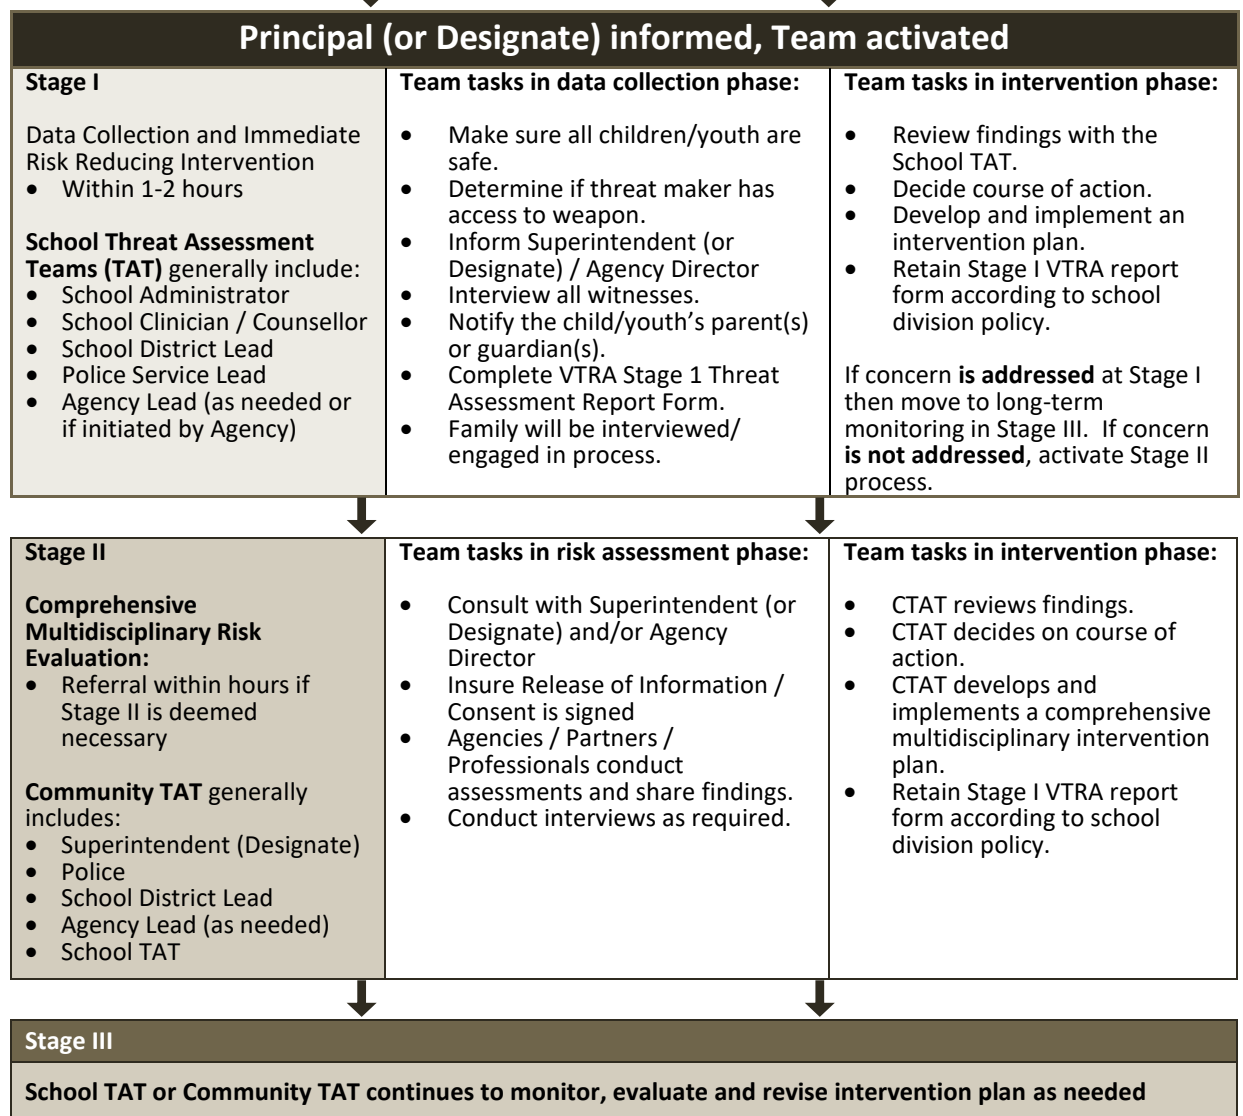 Principal (or Designate) informed, Team activated
Stage I
Data Collection and Immediate
Risk Reducing Intervention
• Within 1-2 hours
School Threat Assessment
Teams (TAT) generally include:
• School Administrator
• School Clinician / Counsellor
• School District Lead
• Police Service Lead
• Agency Lead (as needed or
if initiated by Agency)
Team tasks in data collection phase:
• Make sure all children/youth are
safe.
• Determine if threat maker has
access to weapon.
• Inform Superintendent (or
Designate) / Agency Director
• Interview all witnesses.
• Notify the child/youth’s parent(s)
or guardian(s).
• Complete VTRA Stage 1 Threat
Assessment Report Form.
• Family will be interviewed/
engaged in process.
Team tasks in intervention phase:
• Review findings with the
School TAT.
• Decide course of action.
• Develop and implement an
intervention plan.
• Retain Stage I VTRA report
form according to school
division policy.
If concern is addressed at Stage I
then move to long-term
monitoring in Stage III.  If concern
is not addressed, activate Stage II
process.
Stage II
Comprehensive
Multidisciplinary Risk
Evaluation:
• Referral within hours if
Stage II is deemed
necessary
Community TAT generally
includes:
• Superintendent (Designate)
• Police
• School District Lead
• Agency Lead (as needed)
• School TAT
Team tasks in risk assessment phase:
• Consult with Superintendent (or
Designate) and/or Agency
Director
• Insure Release of Information /
Consent is signed
• Agencies / Partners /
Professionals conduct
assessments and share findings.
• Conduct interviews as required.
Team tasks in intervention phase:
• CTAT reviews findings.
• CTAT decides on course of
action.
• CTAT develops and
implements a comprehensive
multidisciplinary intervention
plan.
• Retain Stage I VTRA report
form according to school
division policy.
Stage III
School TAT or Community TAT continues to monitor, evaluate and revise intervention plan as needed